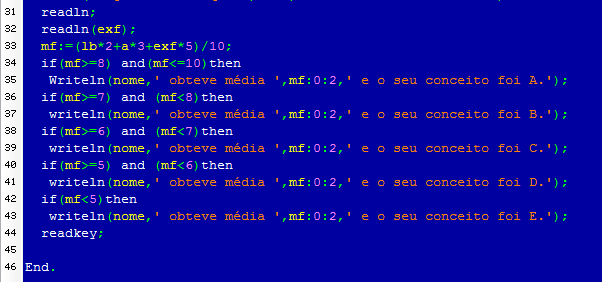 31 readln;
32 readln(exf);
33 mf:=(lb*2+a*3+exf*5)/10;
34 if(mf>=8) and(mf<=10)then
35 Writeln(nome,' obteve média ',mf:0:2,' e o seu conceito foi A.');
36 if(mf>=7) and (mf<8)then
37 writeln(nome,' obteve média ',mf:0:2,' e o seu conceito foi B.');
38 if(mf>=6) and (mf<7)then
39 writeln(nome,' obteve média ',mf:0:2,' e o seu conceito foi C.');
40 if(mf>=5) and (mf<6)then
41 writeln(nome,' obteve média ',mf:0:2,' e o seu conceito foi D.');
42 if(mf<5)then
43 writeln(nome,' obteve média ',mf:0:2,' e o seu conceito foi E.');
44 readkey;
45
46 End.